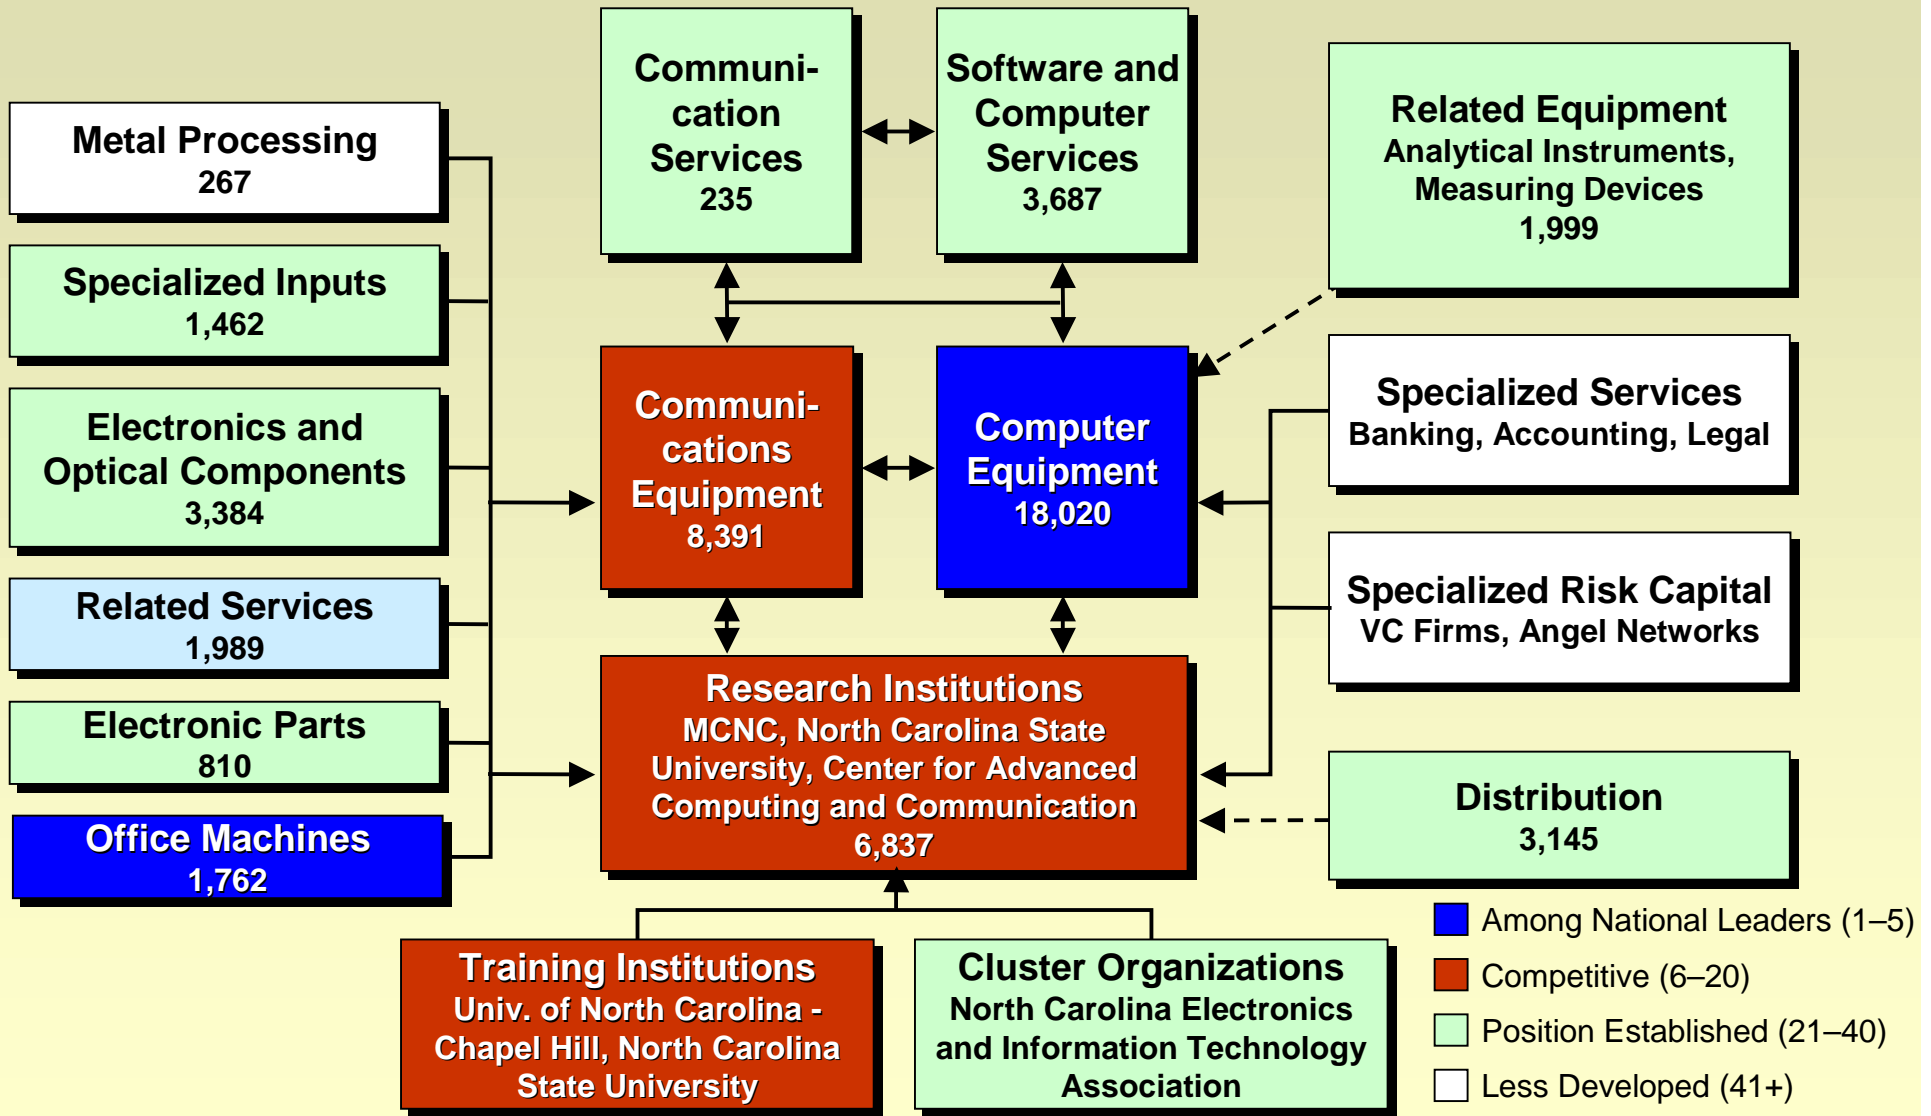 Metal Processing
267
Specialized Inputs
1,462
Electronics and
Optical Components
3,384
Related Services
1,989
Electronic Parts
810
Office Machines
1,762
Communi-
cation
Services
235
Software and
Computer
Services
3,687
Communi-
cations
Equipment
8,391
Computer
Equipment
18,020
Research Institutions
MCNC, North Carolina State
University, Center for Advanced
Computing and Communication
6,837
Training Institutions
Univ. of North Carolina -
Chapel Hill, North Carolina
State University
Cluster Organizations
North Carolina Electronics
and Information Technology
Association
Related Equipment
Analytical Instruments,
Measuring Devices
1,999
Specialized Services
Banking, Accounting, Legal
Specialized Risk Capital
VC Firms, Angel Networks
Distribution
3,145
Among National Leaders (1–5)
Competitive (6–20)
Position Established (21–40)
Less Developed (41+)